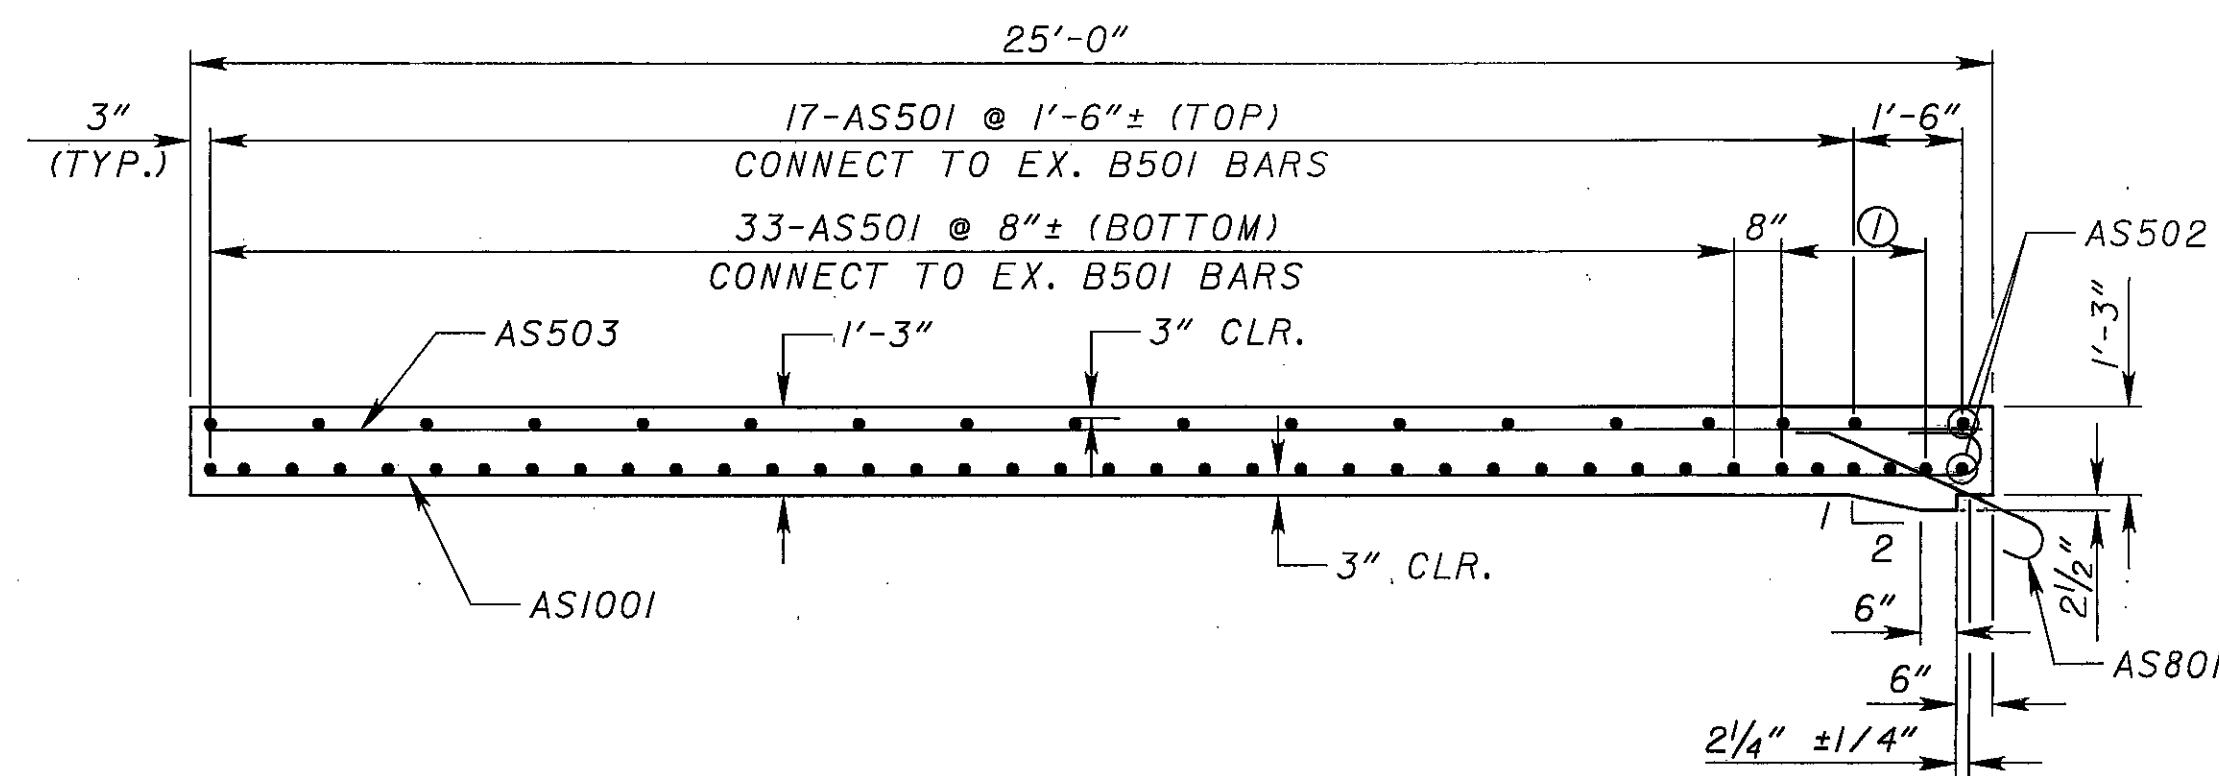 25'-0"
3"
(TYP.)
17-AS501 @ 1'-6"± (TOP)
1'-6"
CONNECT TO EX. B501 BARS
33-AS501 @ 8"± (BOTTOM)
8"
1
AS502
CONNECT TO EX. B501 BARS
AS503
1'-3"
3" CLR.
1'-3"
1
2
3" CLR.
2½"
AS1001
6"
AS801
6"
2¼" ±1/4"